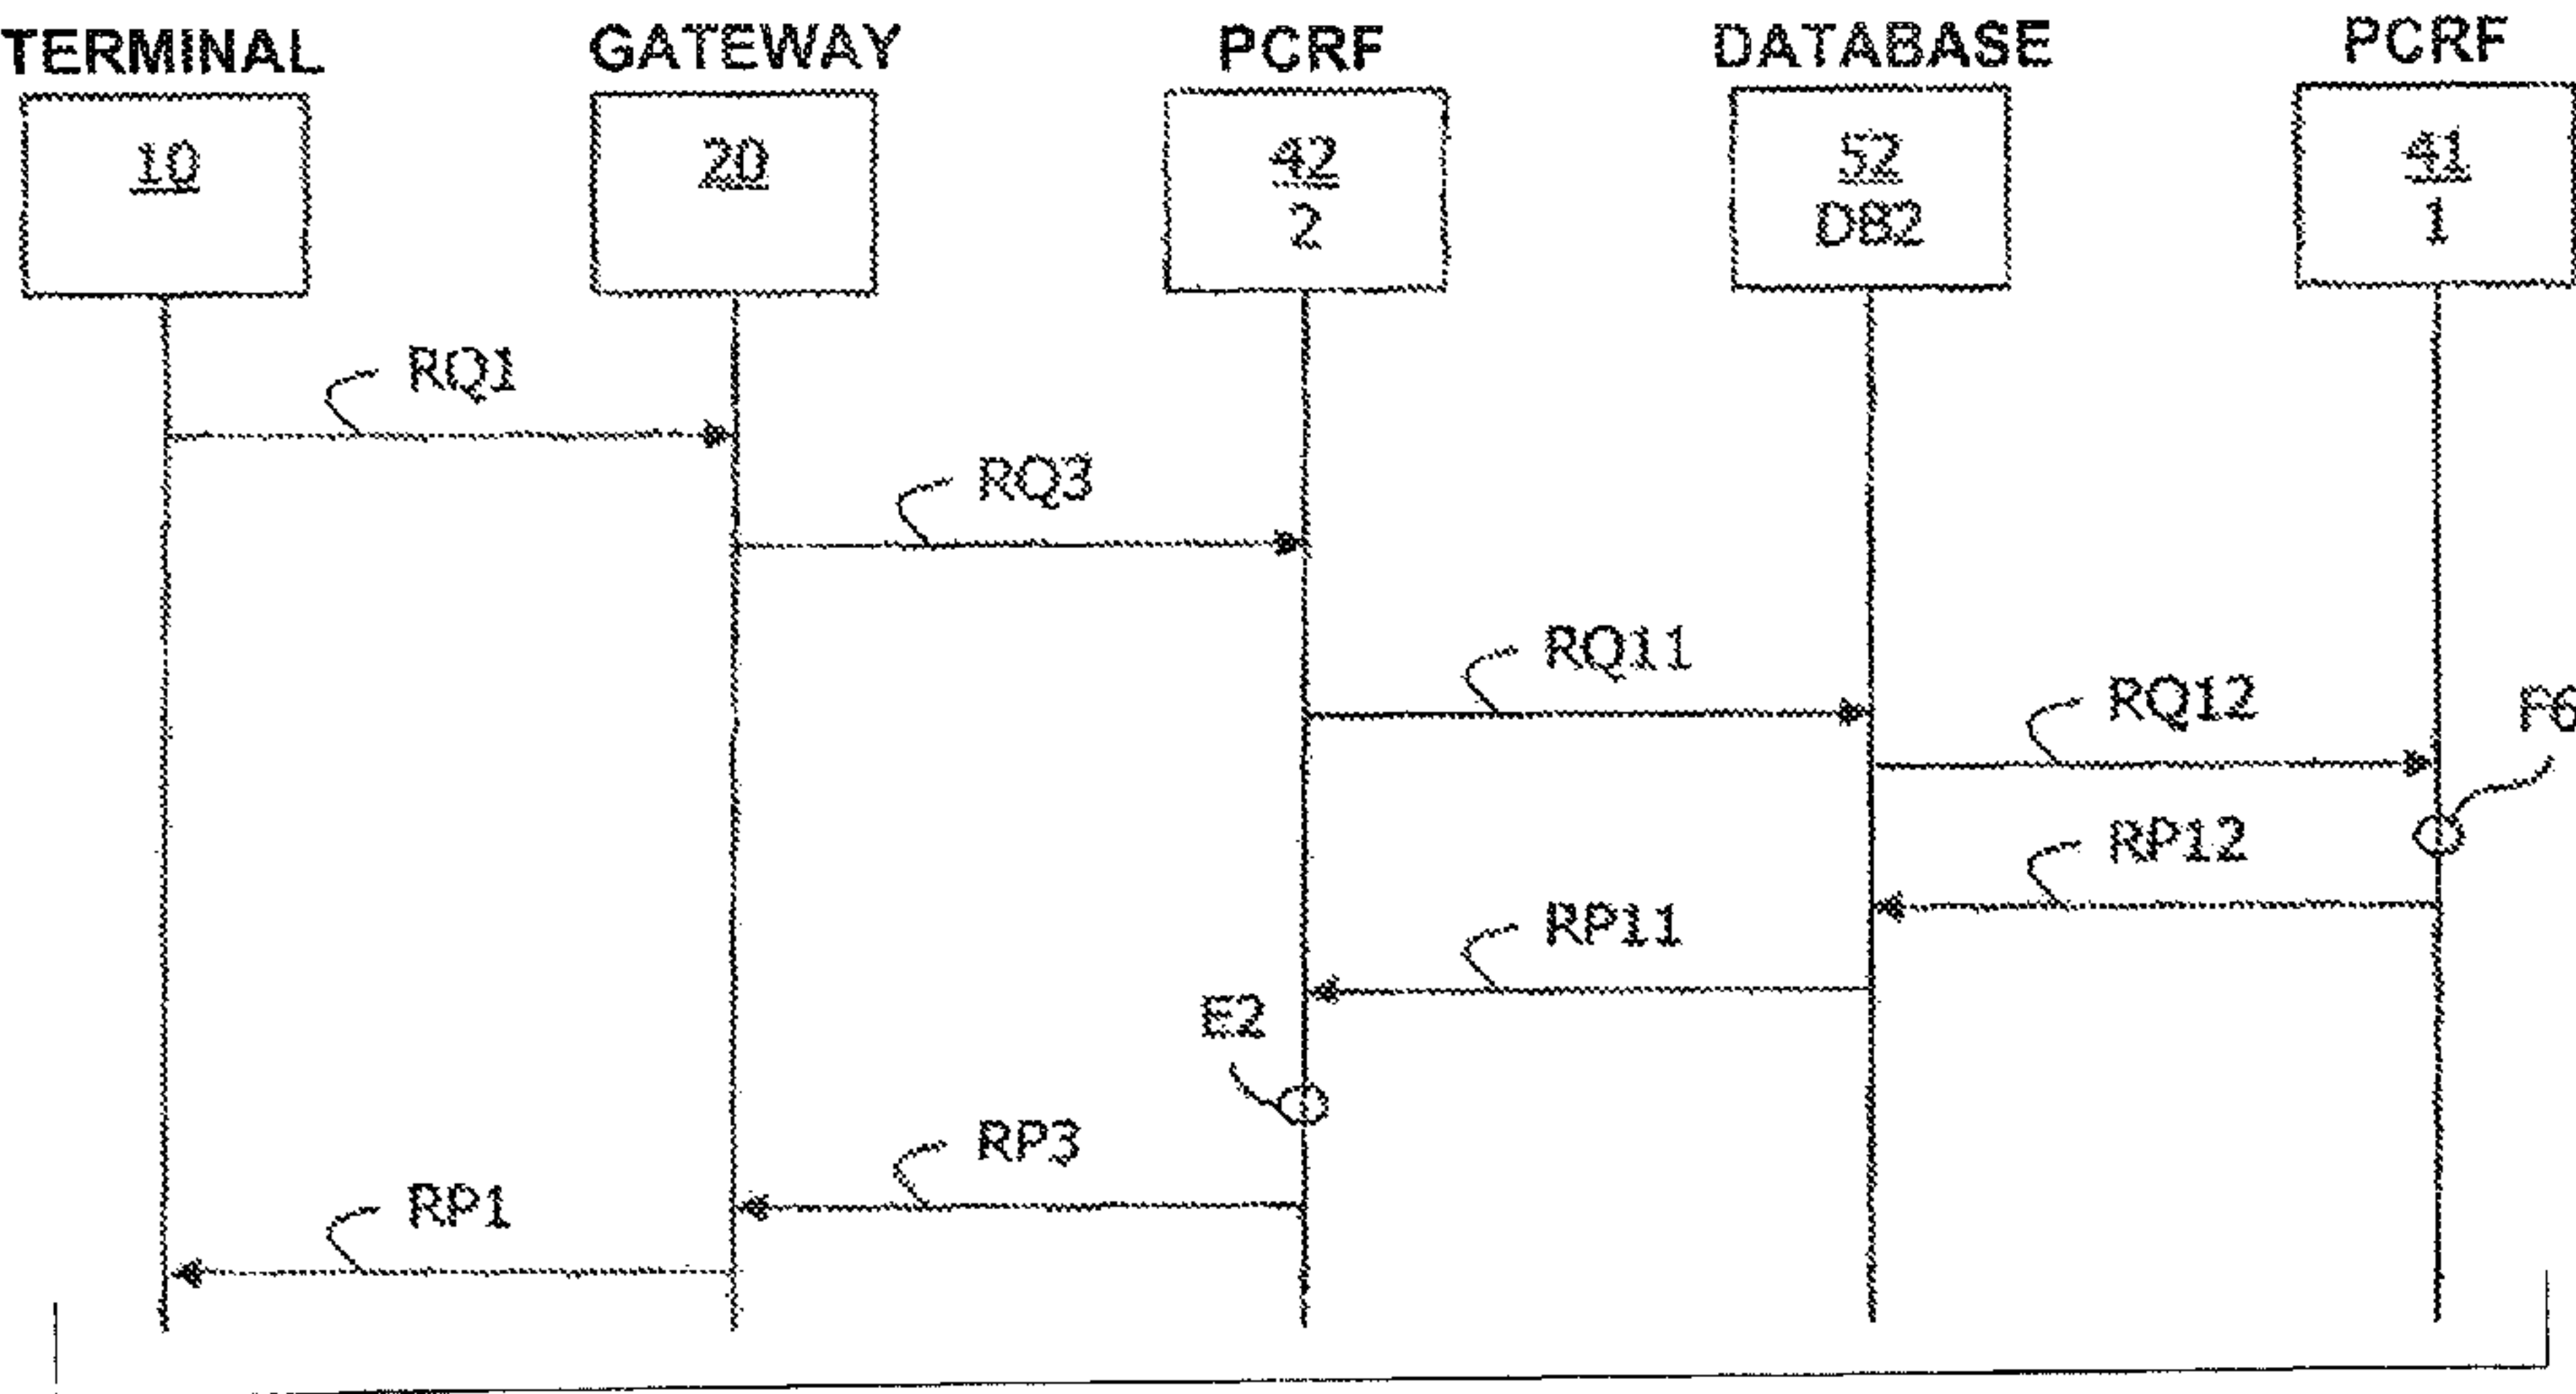 TERMINAL GATEWAY PCRF DATABASE PCRF
10 20 42 52 41
2 DB2 1
RQ1
RQ3
RQ11
RQ12
F6
RP12
RP11
E2
RP3
RP1